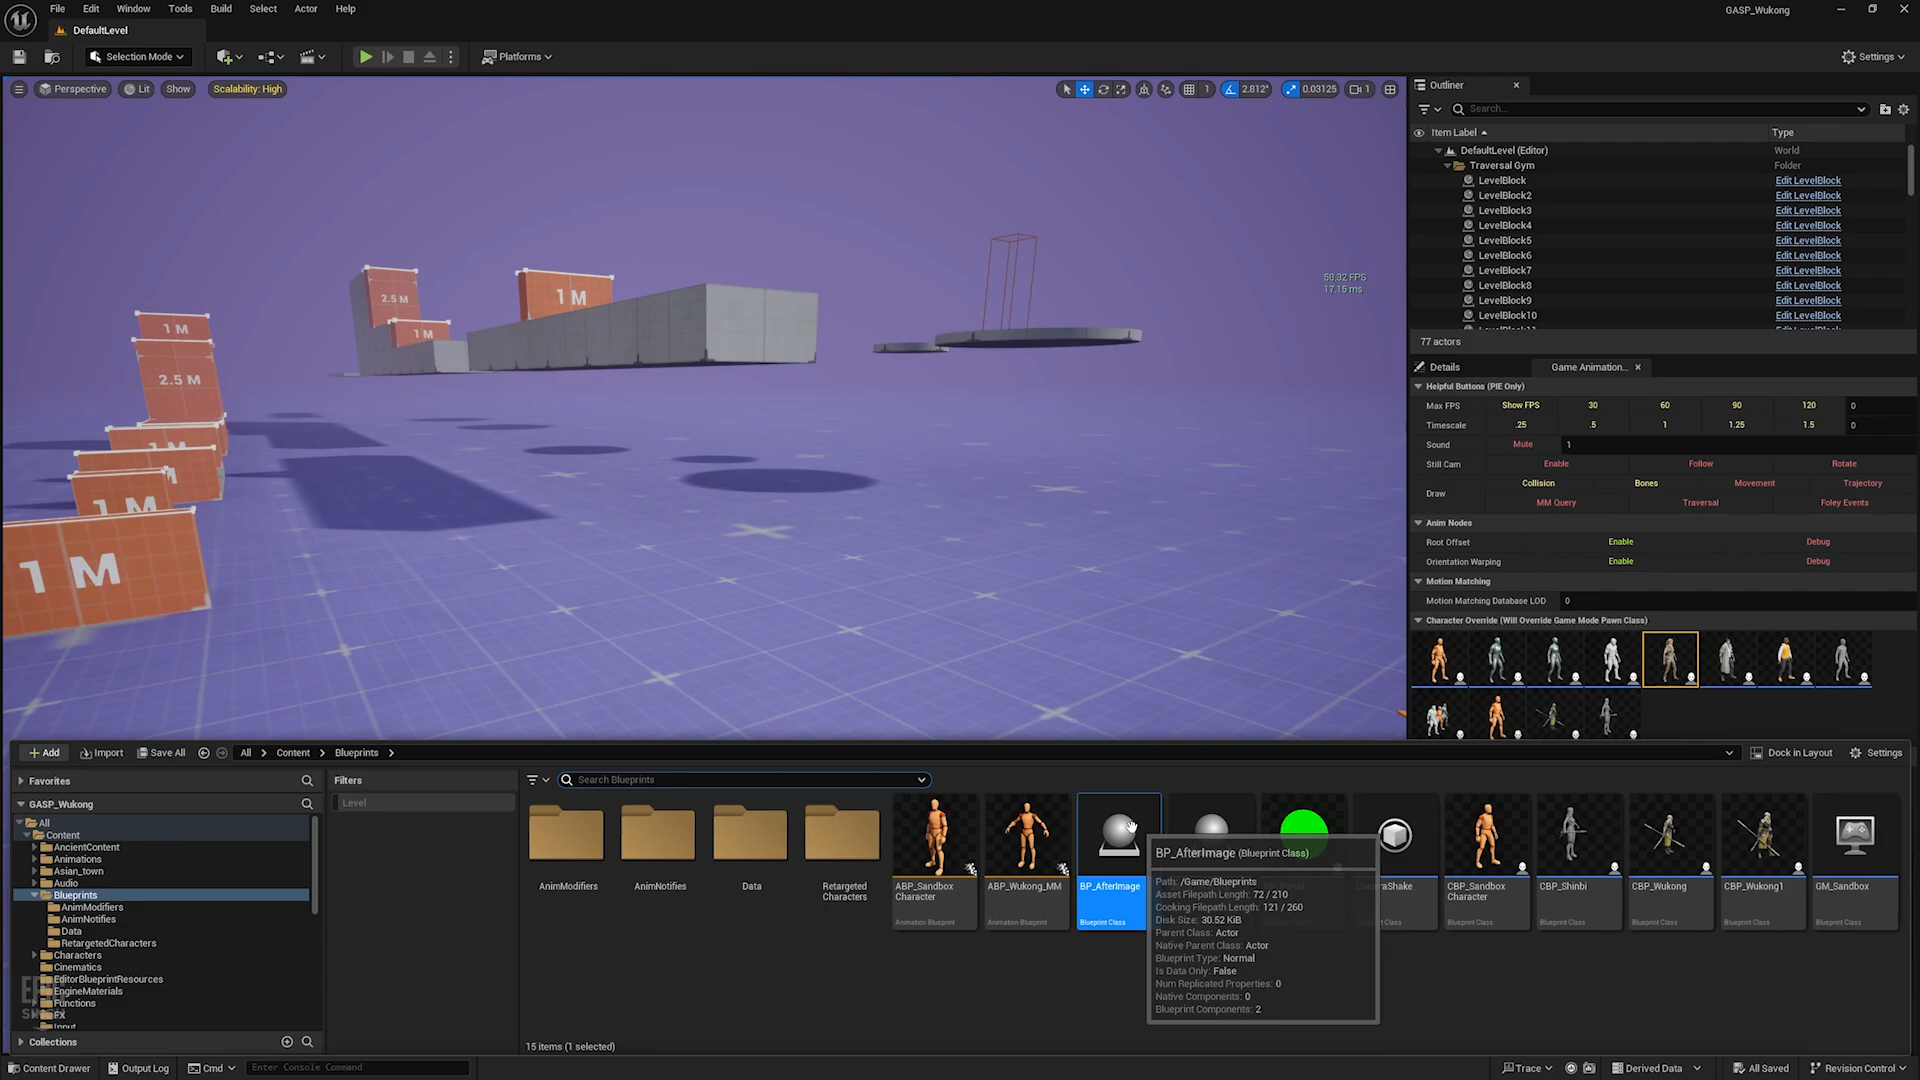 File Edit Window Tools Build Select Actor Help
GASP_Wukong
DefaultLevel
Selection Mode
Platforms
Settings
Perspective Lit Show Scalability: High
1 2.812° 0.03125 1
Outliner
Search...
Item Label Type
DefaultLevel (Editor) World
Traversal Gym Folder
LevelBlock Edit LevelBlock
LevelBlock2 Edit LevelBlock
LevelBlock3 Edit LevelBlock
LevelBlock4 Edit LevelBlock
LevelBlock5 Edit LevelBlock
LevelBlock6 Edit LevelBlock
LevelBlock7 Edit LevelBlock
LevelBlock8 Edit LevelBlock
LevelBlock9 Edit LevelBlock
LevelBlock10 Edit LevelBlock
77 actors
17.15 ms
2.5 M
1 M
1 M
1 M
2.5 M
1 M
1 M
Details Game Animation...
Helpful Buttons (PIE Only)
Max FPS Show FPS 30 60 90 120 0
Timescale .25 .5 1 1.25 1.5 0
Sound Mute 1
Still Cam Enable Follow Rotate
Draw Collision Bones Movement Trajectory
MM Query Traversal Foley Events
Anim Nodes
Root Offset Enable Debug
Orientation Warping Enable Debug
Motion Matching
Motion Matching Database LOD 0
Character Override (Will Override Game Mode Pawn Class)
Add Import Save All All Content Blueprints
Dock in Layout Settings
Favorites
Filters
Search Blueprints
GASP_Wukong
Level
All
Content
AncientContent
Animations
Asian_town
Audio
Blueprints
AnimModifiers
AnimNotifies
Data
RetargetedCharacters
Characters
Cinematics
EditorBlueprintResources
EngineMaterials
Functions
FX
Input
Collections
AnimModifiers
AnimNotifies
Data
Retargeted
Characters
ABP_Sandbox
Character
Animation Blueprint
ABP_Wukong_MM
Animation Blueprint
BP_AfterImage
Blueprint Class
CBP_Sandbox
Character
Blueprint Class
CBP_Shinbi
Blueprint Class
CBP_Wukong
Blueprint Class
CBP_Wukong1
Blueprint Class
GM_Sandbox
Blueprint Class
BP_AfterImage (Blueprint Class)
Path: /Game/Blueprints
Asset Filepath Length: 72 / 210
Cooking Filepath Length: 121 / 260
Disk Size: 30.52 KiB
Parent Class: Actor
Native Parent Class: Actor
Blueprint Type: Normal
Is Data Only: False
Num Replicated Properties: 0
Native Components: 0
Blueprint Components: 2
15 items (1 selected)
Content Drawer Output Log Cmd Enter Console Command
Trace Derived Data All Saved Revision Control